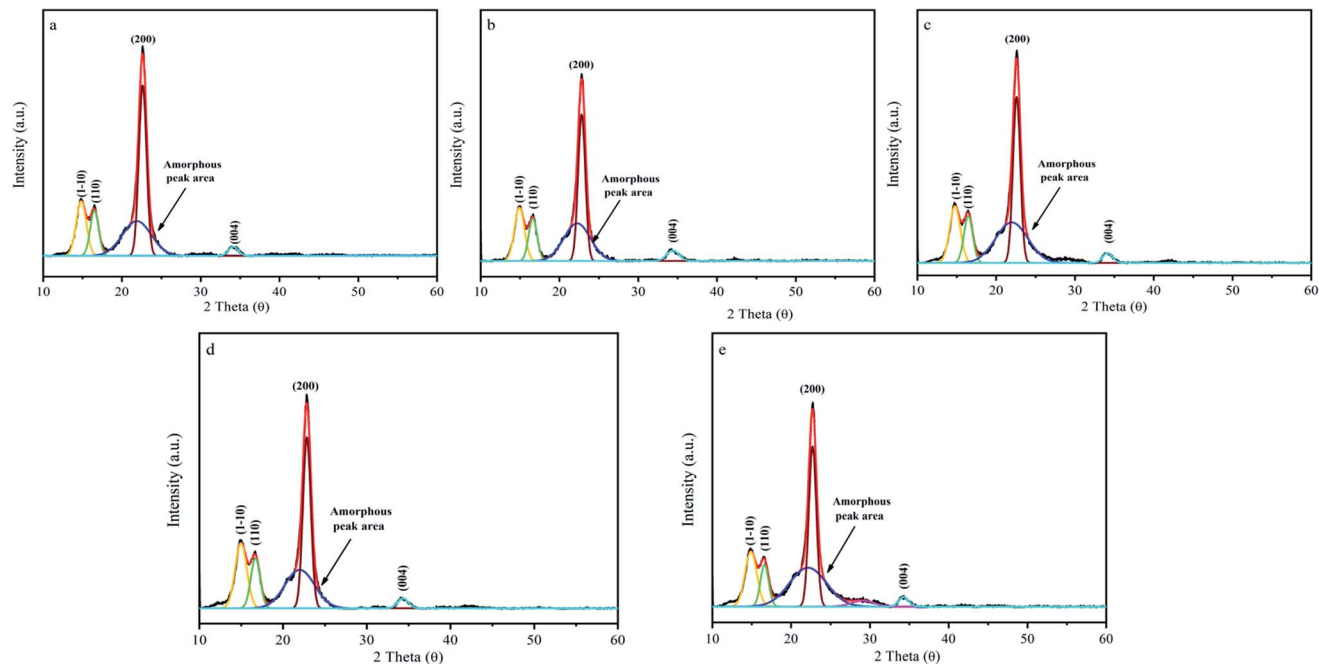 a
(200)
Amorphous
peak area
(1-10)
(110)
(004)
Intensity (a.u.)
10 20 30 40 50 60
2 Theta (θ)
b
(200)
Amorphous
peak area
(1-10)
(110)
(004)
Intensity (a.u.)
10 20 30 40 50 60
2 Theta (θ)
c
(200)
Amorphous
peak area
(1-10)
(110)
(004)
Intensity (a.u.)
10 20 30 40 50 60
2 Theta (θ)
d
(200)
Amorphous
peak area
(1-10)
(110)
(004)
Intensity (a.u.)
10 20 30 40 50 60
2 Theta (θ)
e
(200)
Amorphous
peak area
(1-10)
(110)
(004)
Intensity (a.u.)
10 20 30 40 50 60
2 Theta (θ)